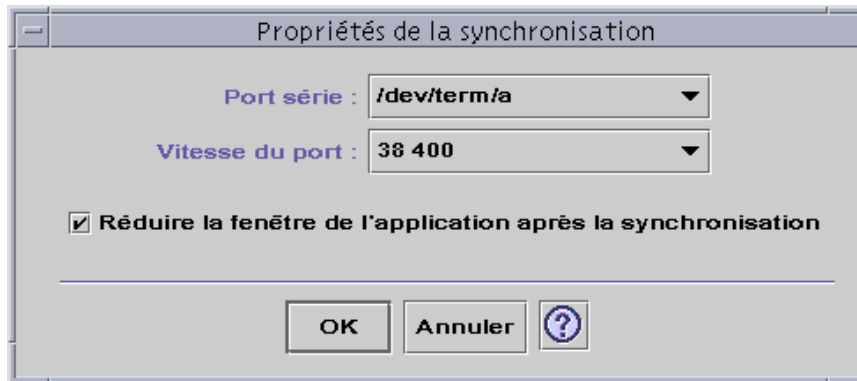 Propriétés de la synchronisation
Port série : /dev/term/a
Vitesse du port : 38 400
Réduire la fenêtre de l'application après la synchronisation
OK Annuler ?